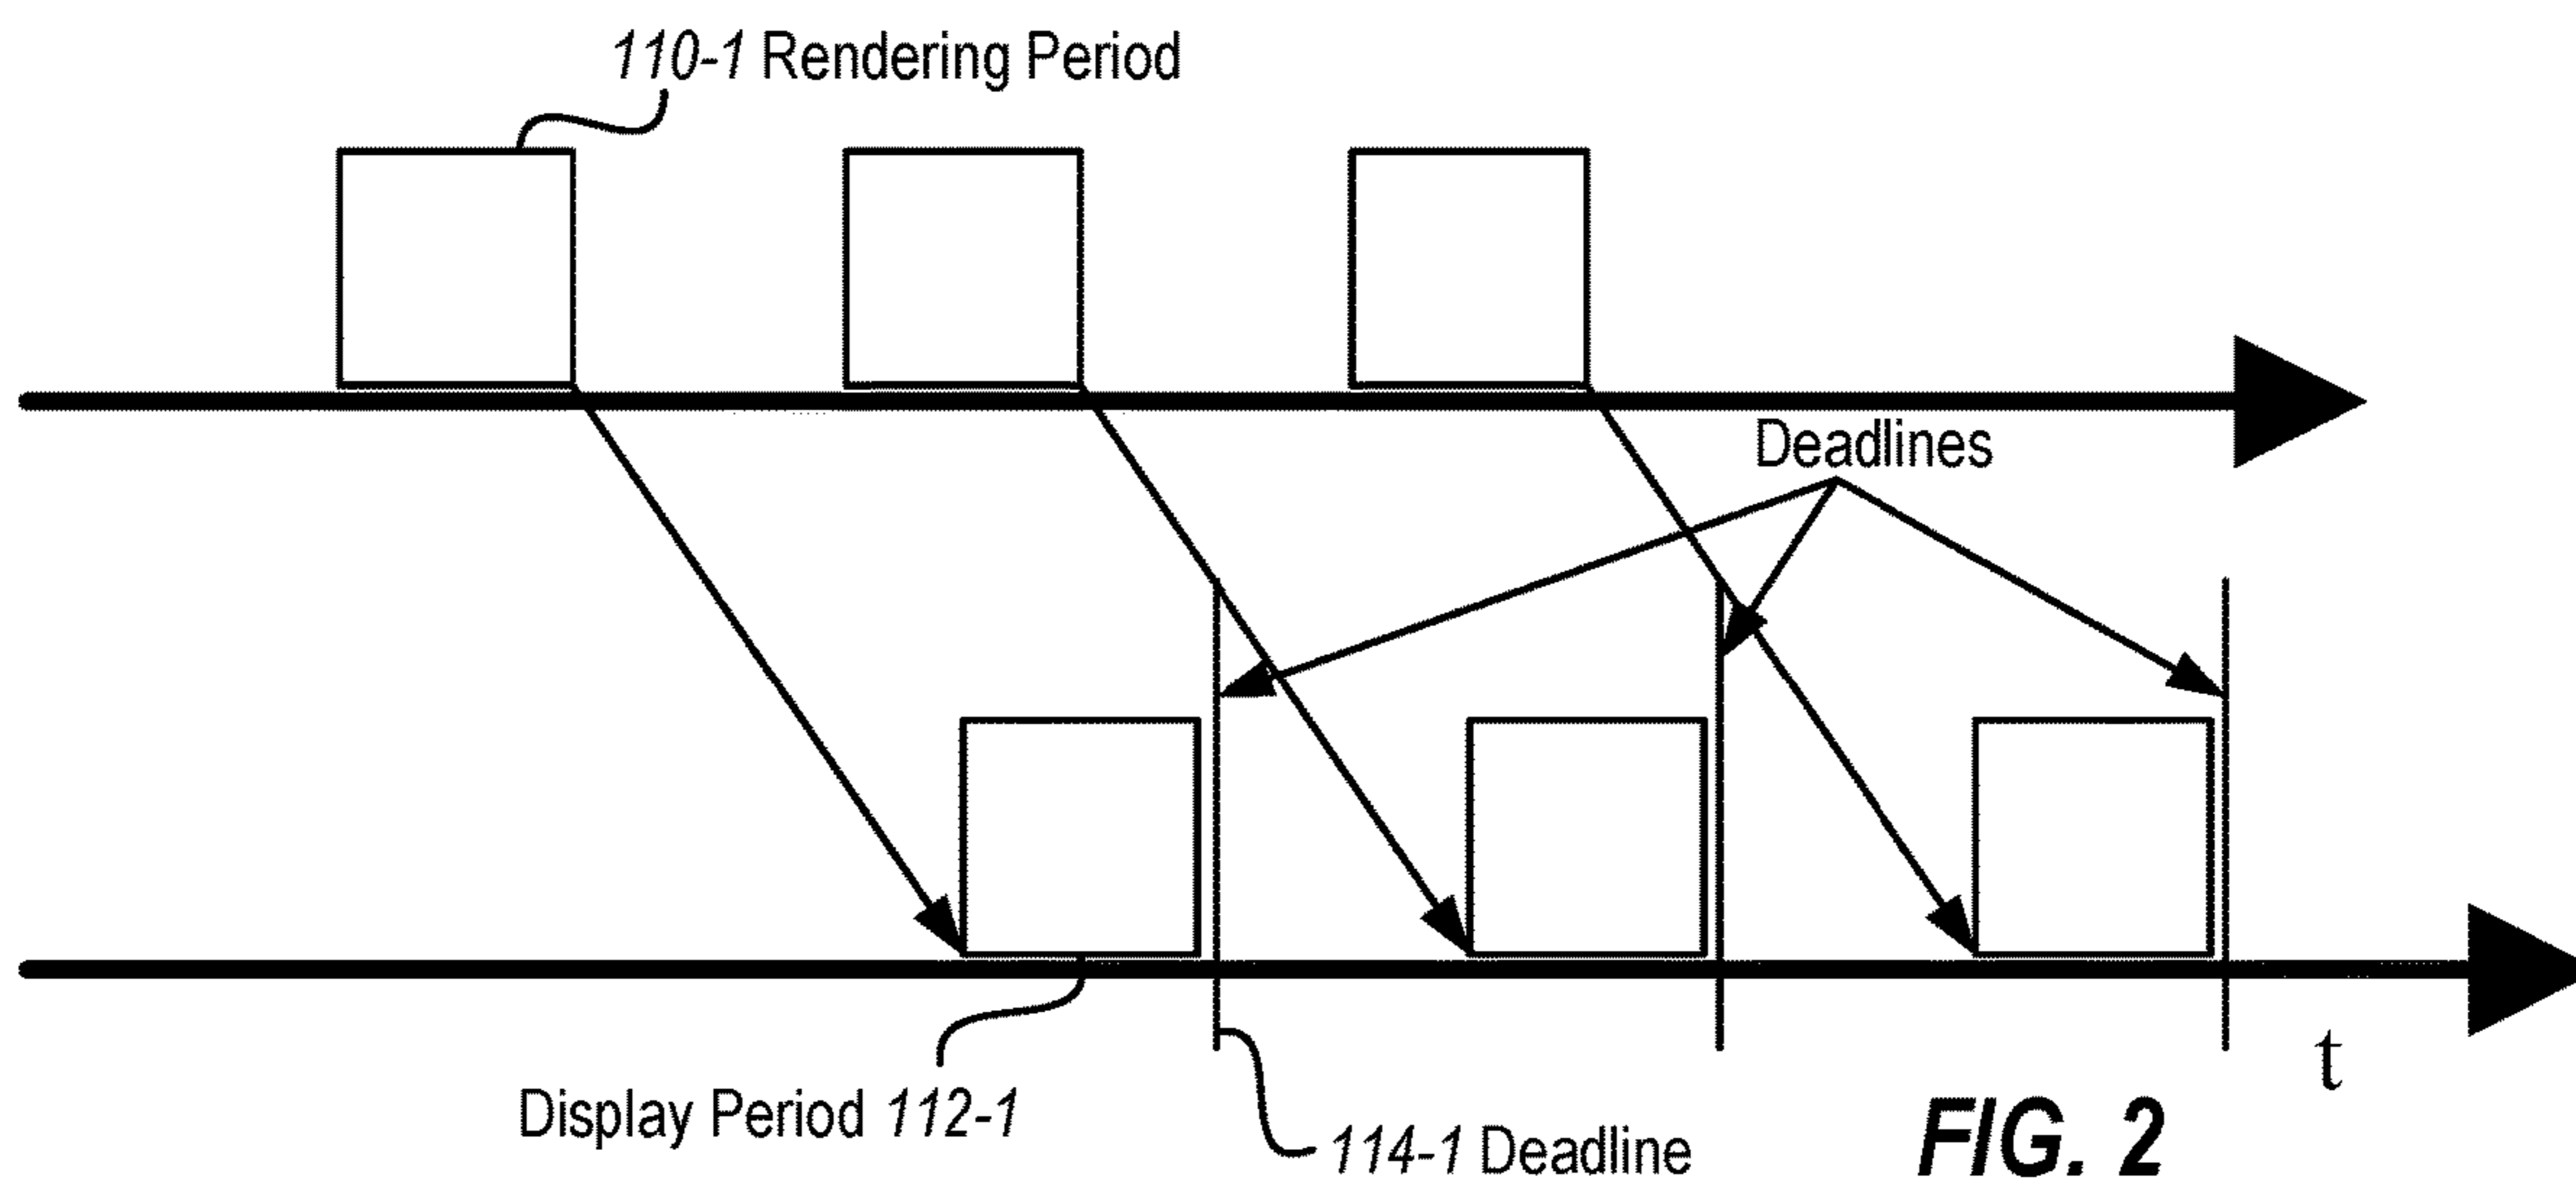 110-1 Rendering Period
Deadlines
t
Display Period 112-1
114-1 Deadline
FIG. 2